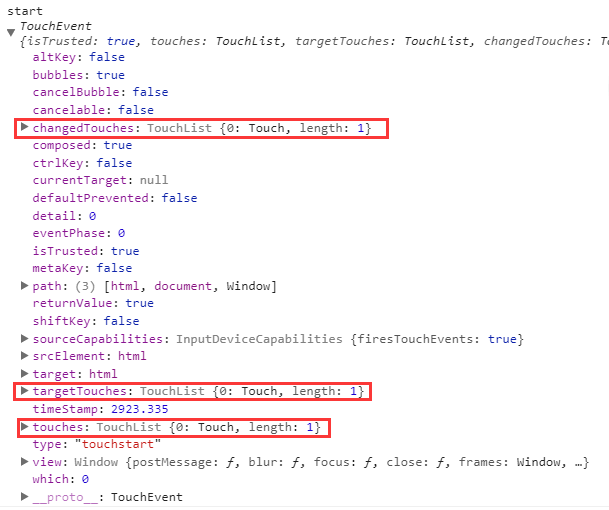 start
TouchEvent
{isTrusted: true, touches: TouchList, targetTouches: TouchList, changedTouches: To
altKey: false
bubbles: true
cancelBubble: false
cancelable: false
changedTouches: TouchList {0: Touch, length: 1}
composed: true
ctrlKey: false
currentTarget: null
defaultPrevented: false
detail: 0
eventPhase: 0
isTrusted: true
metaKey: false
path: (3) [html, document, Window]
returnValue: true
shiftKey: false
sourceCapabilities: InputDeviceCapabilities {firesTouchEvents: true}
srcElement: html
target: html
targetTouches: TouchList {0: Touch, length: 1}
timeStamp: 2923.335
touches: TouchList {0: Touch, length: 1}
type: "touchstart"
view: Window {postMessage: ƒ, blur: ƒ, focus: ƒ, close: ƒ, frames: Window, …}
which: 0
__proto__: TouchEvent